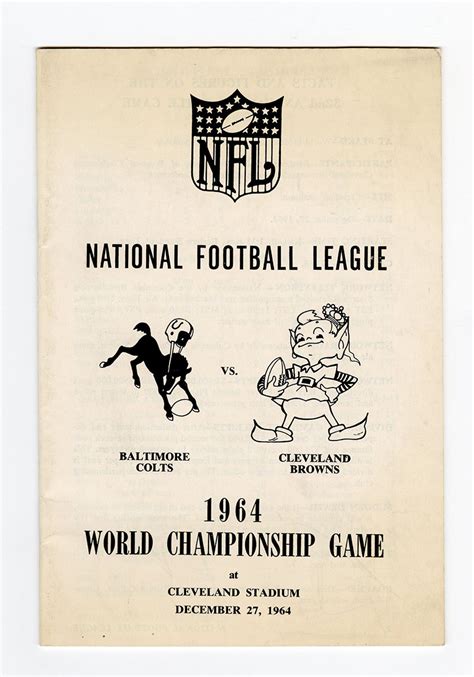 NFL
NATIONAL FOOTBALL LEAGUE
VS.
BALTIMORE
COLTS
CLEVELAND
BROWNS
1964
WORLD CHAMPIONSHIP GAME
at
CLEVELAND STADIUM
DECEMBER 27, 1964